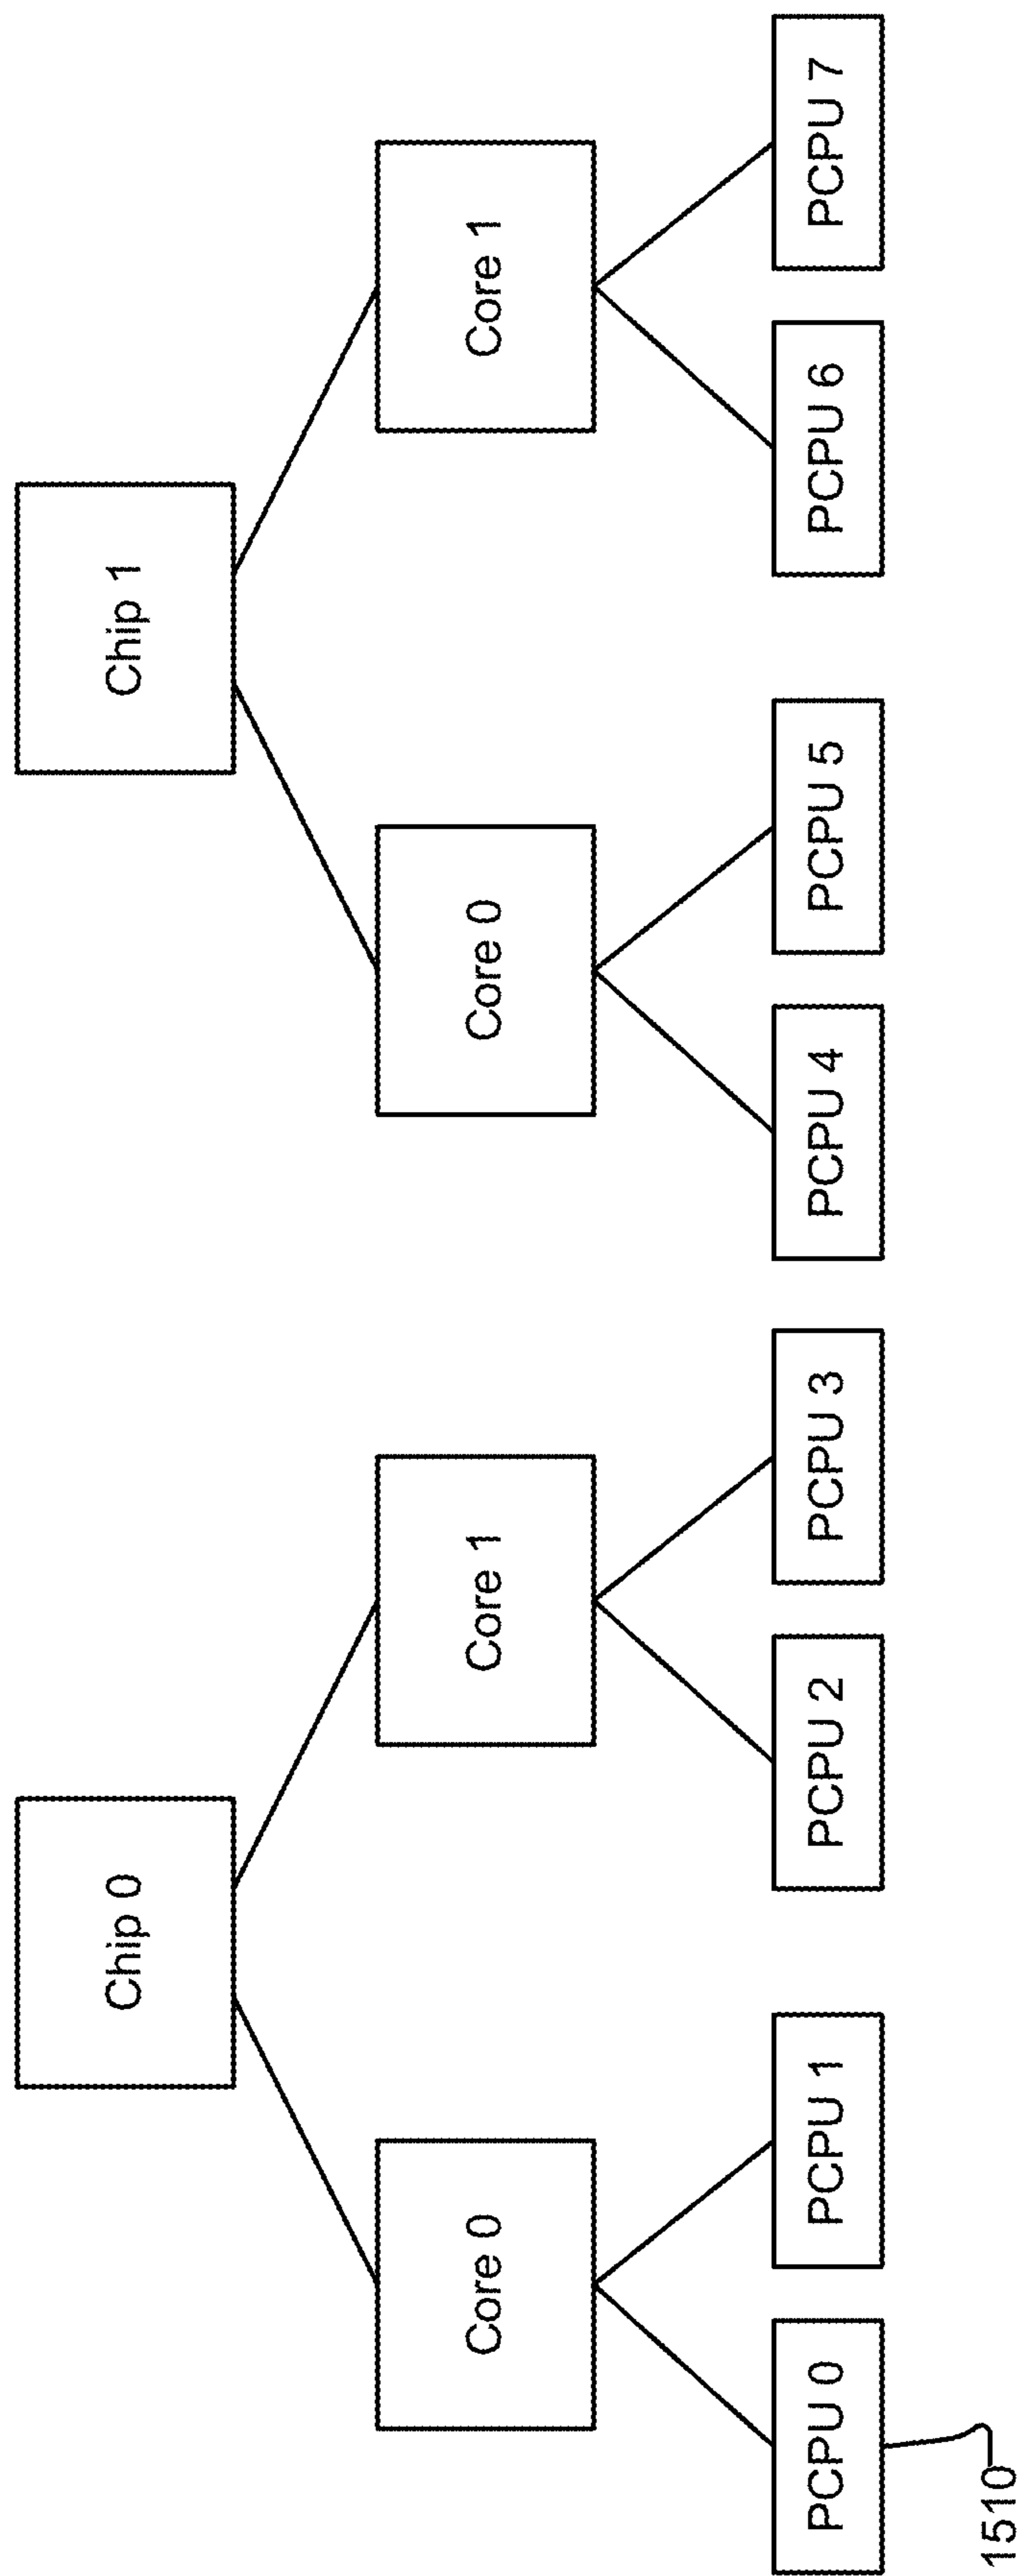 Chip 0
Chip 1
Core 0
Core 1
Core 0
Core 1
PCPU 0
PCPU 1
PCPU 2
PCPU 3
PCPU 4
PCPU 5
PCPU 6
PCPU 7
1510